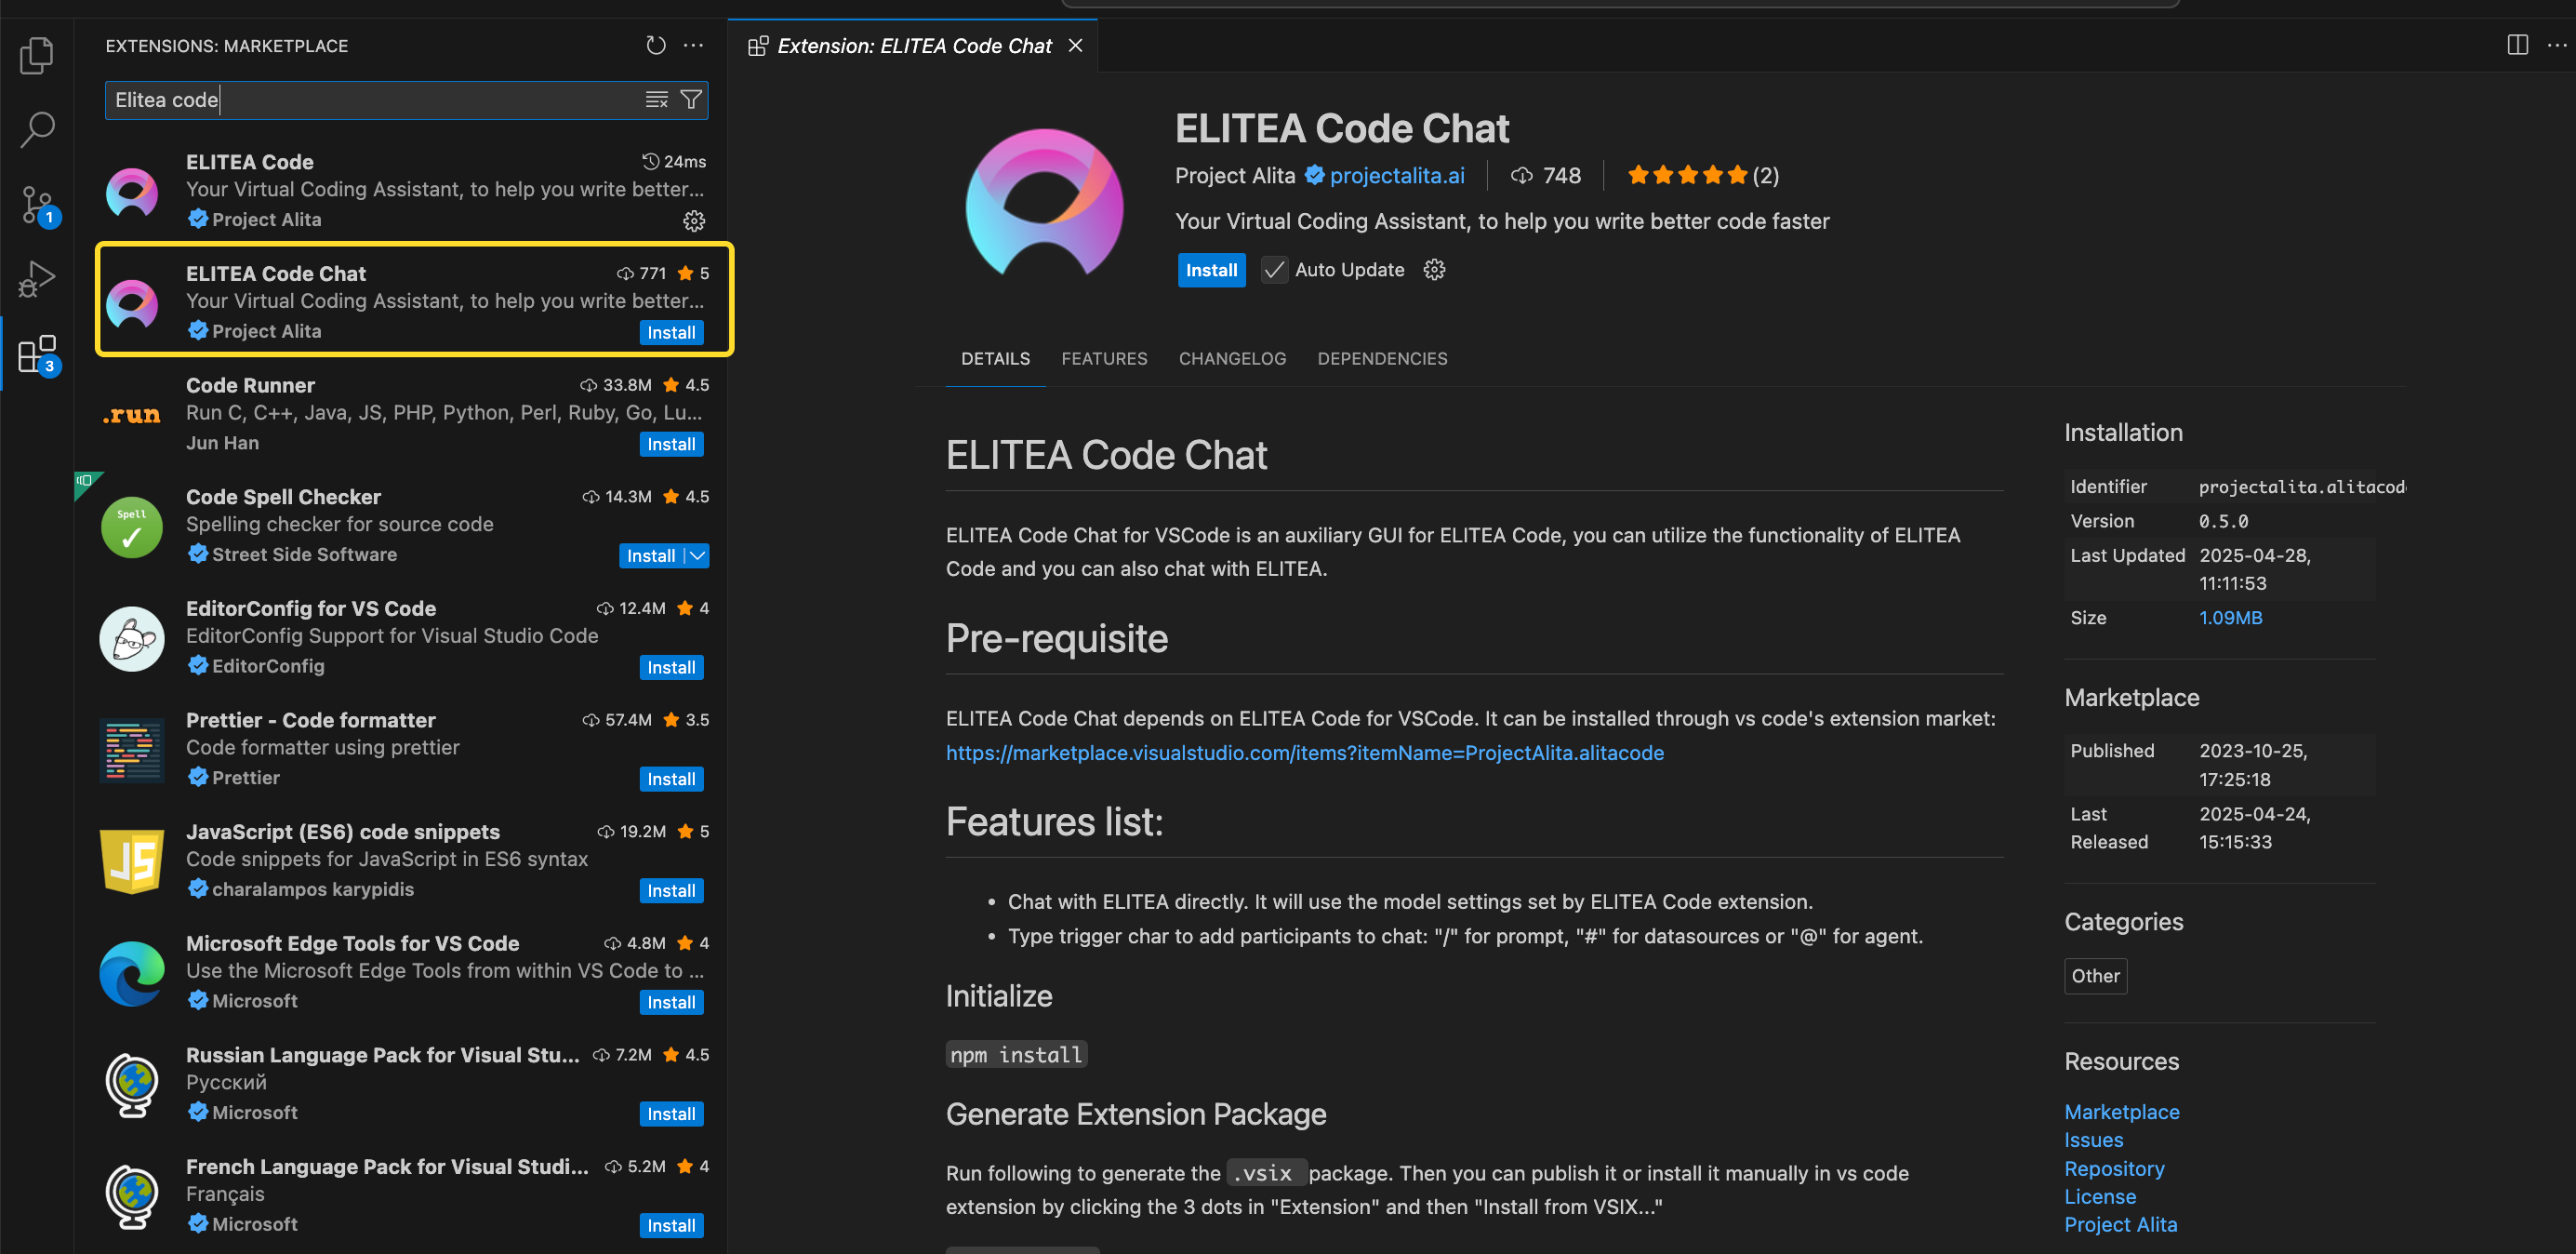 EXTENSIONS: MARKETPLACE
Elitea code
ELITEA Code 24ms
Your Virtual Coding Assistant, to help you write better...
Project Alita
ELITEA Code Chat 771 5
Your Virtual Coding Assistant, to help you write better...
Project Alita Install
Code Runner 33.8M 4.5
.run
Run C, C++, Java, JS, PHP, Python, Perl, Ruby, Go, Lu...
Jun Han Install
Code Spell Checker 14.3M 4.5
Spell
Spelling checker for source code
Street Side Software Install
EditorConfig for VS Code 12.4M 4
EditorConfig Support for Visual Studio Code
EditorConfig Install
Prettier - Code formatter 57.4M 3.5
Code formatter using prettier
Prettier Install
JavaScript (ES6) code snippets 19.2M 5
JS
Code snippets for JavaScript in ES6 syntax
charalampos karypidis Install
Microsoft Edge Tools for VS Code 4.8M 4
Use the Microsoft Edge Tools from within VS Code to ...
Microsoft Install
Russian Language Pack for Visual Stu... 7.2M 4.5
Русский
Microsoft Install
French Language Pack for Visual Studi... 5.2M 4
Français
Microsoft Install
1
3
Extension: ELITEA Code Chat
ELITEA Code Chat
Project Alita projectalita.ai 748 (2)
Your Virtual Coding Assistant, to help you write better code faster
Install Auto Update
DETAILS FEATURES CHANGELOG DEPENDENCIES
ELITEA Code Chat
ELITEA Code Chat for VSCode is an auxiliary GUI for ELITEA Code, you can utilize the functionality of ELITEA
Code and you can also chat with ELITEA.
Pre-requisite
ELITEA Code Chat depends on ELITEA Code for VSCode. It can be installed through vs code's extension market:
https://marketplace.visualstudio.com/items?itemName=ProjectAlita.alitacode
Features list:
• Chat with ELITEA directly. It will use the model settings set by ELITEA Code extension.
• Type trigger char to add participants to chat: "/" for prompt, "#" for datasources or "@" for agent.
Initialize
npm install
Generate Extension Package
Run following to generate the .vsix package. Then you can publish it or install it manually in vs code
extension by clicking the 3 dots in "Extension" and then "Install from VSIX..."
Installation
Identifier projectalita.alitacod
Version 0.5.0
Last Updated 2025-04-28,
11:11:53
Size 1.09MB
Marketplace
Published 2023-10-25,
17:25:18
Last 2025-04-24,
Released 15:15:33
Categories
Other
Resources
Marketplace
Issues
Repository
License
Project Alita